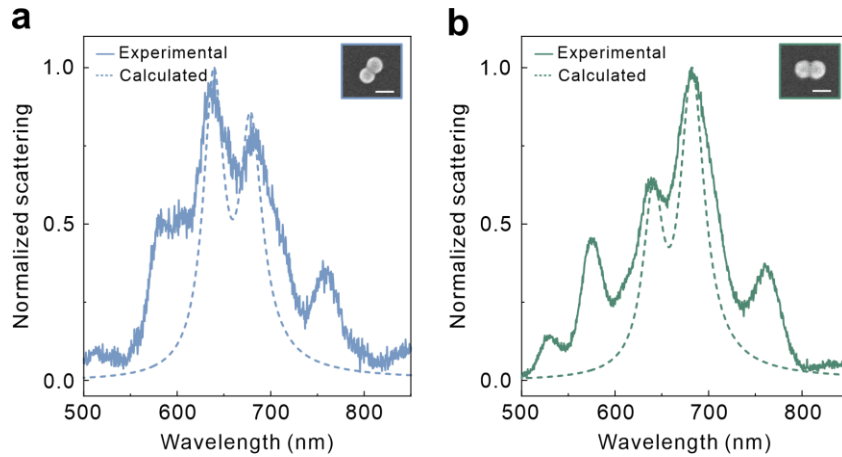 a
Experimental
Calculated
1.0
0.5
0.0
Normalized scattering
500 600 700 800
Wavelength (nm)
b
Experimental
Calculated
1.0
0.5
0.0
Normalized scattering
500 600 700 800
Wavelength (nm)